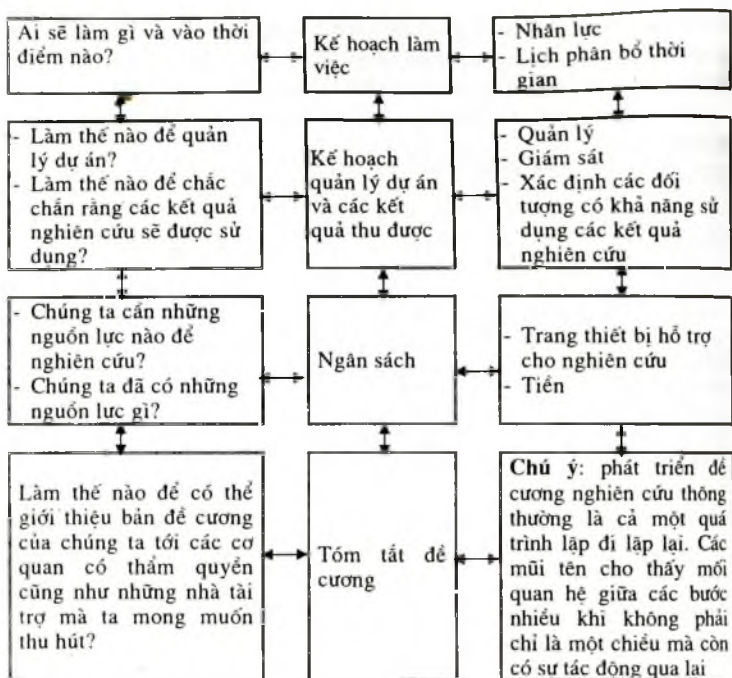 Ai sẽ làm gì và vào thời
điểm nào?
Kế hoạch làm
việc
- Nhân lực
- Lịch phân bổ thời
gian
- Làm thế nào để quản
lý dự án?
- Làm thế nào để chắc
chắn rằng các kết quả
nghiên cứu sẽ được sử
dụng?
Kế hoạch
quản lý dự án
và các kết
quả thu được
- Quản lý
- Giám sát
- Xác định các đối
tượng có khả năng sử
dụng các kết quả
nghiên cứu
- Chúng ta cần những
nguồn lực nào để
nghiên cứu?
- Chúng ta đã có những
nguồn lực gì?
Ngân sách
- Trang thiết bị hỗ trợ
cho nghiên cứu
- Tiền
Làm thế nào để có thể
giới thiệu bản đề cương
của chúng ta tới các cơ
quan có thẩm quyền
cũng như những nhà tài
trợ mà ta mong muốn
thu hút?
Tóm tắt đề
cương
Chú ý: phát triển đề
cương nghiên cứu thông
thường là cả một quá
trình lặp đi lặp lại. Các
mũi tên cho thấy mối
quan hệ giữa các bước
nhiều khi không phải
chỉ là một chiều mà còn
có sự tác động qua lại